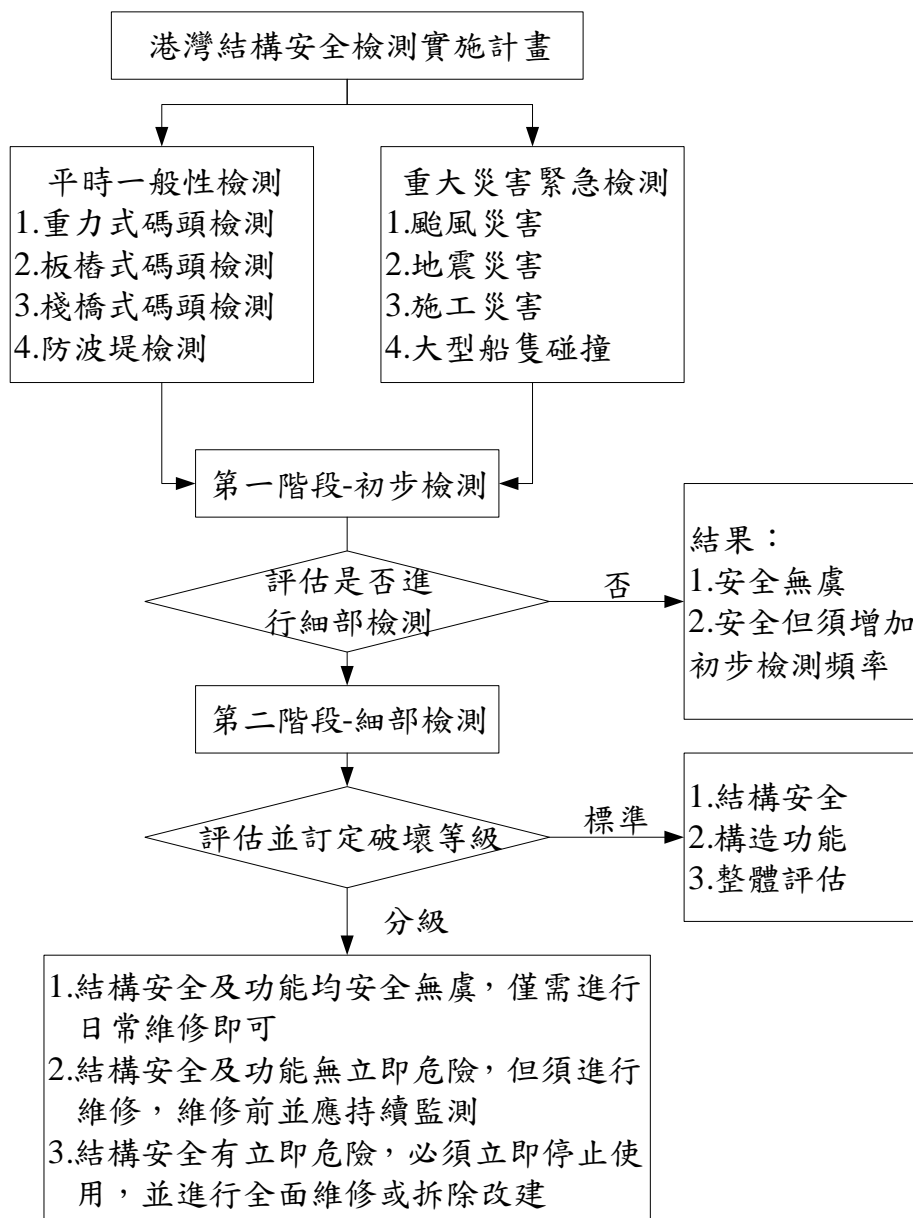 港灣結構安全檢測實施計畫
平時一般性檢測
1.重力式碼頭檢測
2.板樁式碼頭檢測
3.棧橋式碼頭檢測
4.防波堤檢測
重大災害緊急檢測
1.颱風災害
2.地震災害
3.施工災害
4.大型船隻碰撞
第一階段-初步檢測
評估是否進
行細部檢測
否
結果：
1.安全無虞
2.安全但須增加
初步檢測頻率
第二階段-細部檢測
評估並訂定破壞等級
標準
1.結構安全
2.構造功能
3.整體評估
分級
1.結構安全及功能均安全無虞，僅需進行
日常維修即可
2.結構安全及功能無立即危險，但須進行
維修，維修前並應持續監測
3.結構安全有立即危險，必須立即停止使
用，並進行全面維修或拆除改建